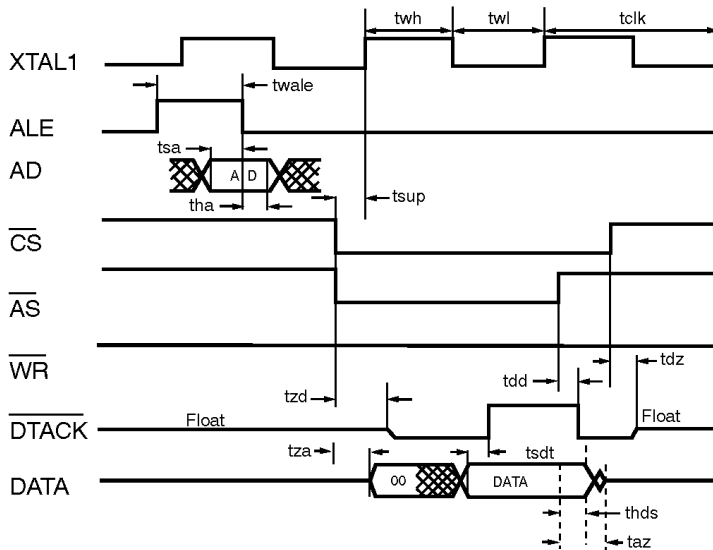 twh twl tclk
XTAL1
twale
ALE
tsa
AD
A D
tha
tsup
CS
AS
WR
tdz
tdd
tzd
Float
Float
DTACK
tza
tsdt
DATA
00
DATA
thds
taz